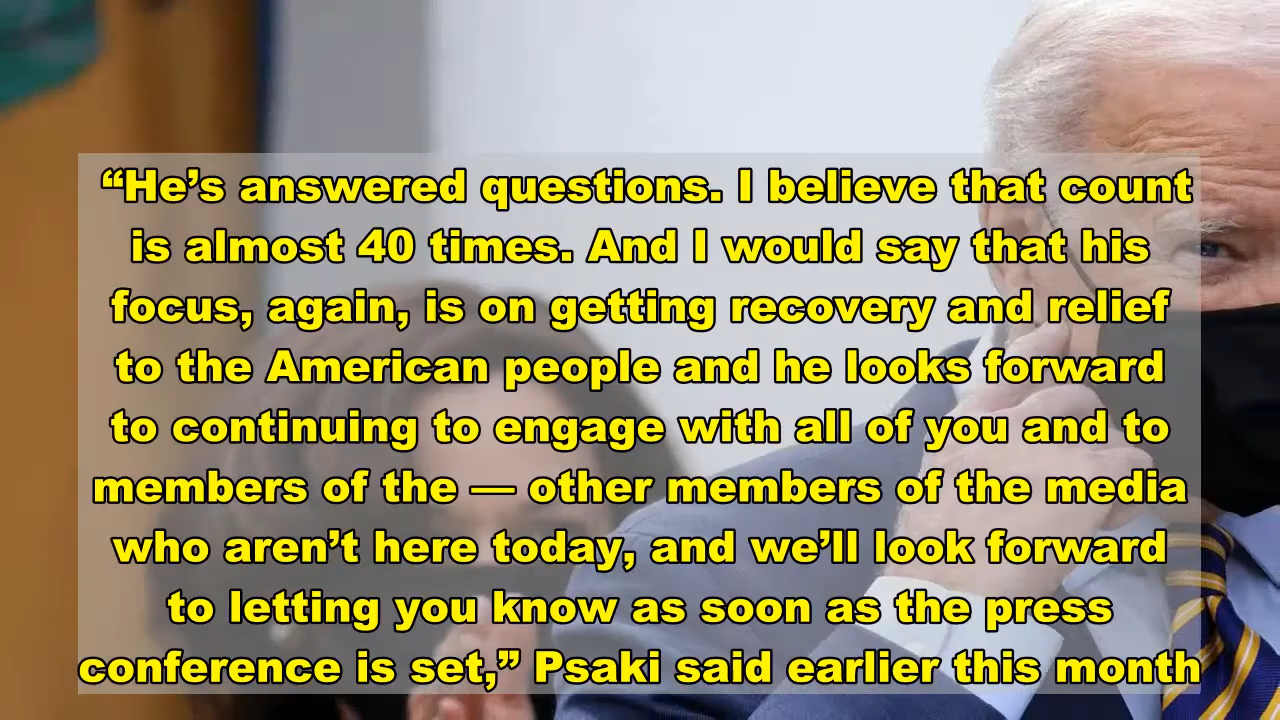 “He’s answered questions. I believe that count
is almost 40 times. And I would say that his
focus, again, is on getting recovery and relief
to the American people and he looks forward
to continuing to engage with all of you and to
members of the — other members of the media
who aren’t here today, and we’ll look forward
to letting you know as soon as the press
conference is set,” Psaki said earlier this month